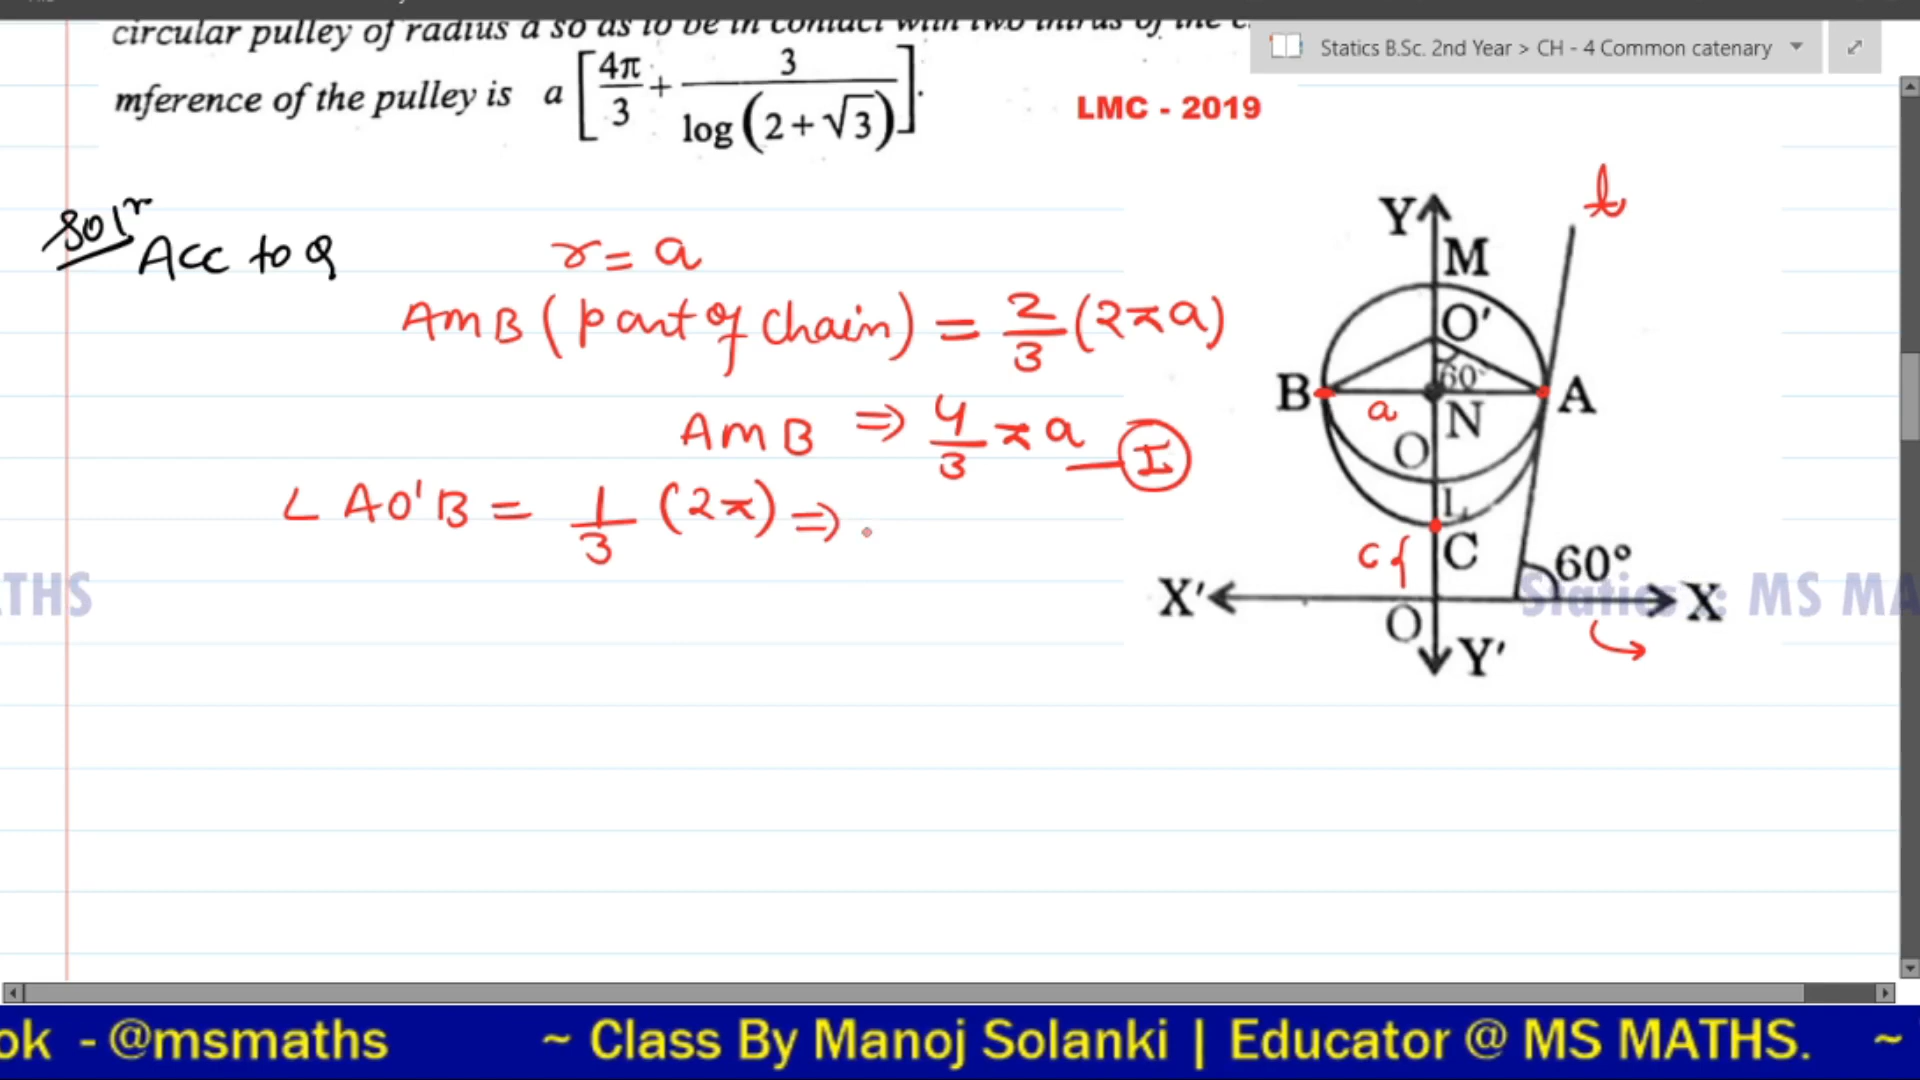 circular pulley of radius a so as to be in contact with two thirds of the c
Statics B.Sc. 2nd Year > CH - 4 Common catenary
mference of the pulley is a [4π/3 + 3/log(2+√3)].
LMC - 2019
Solⁿ
Acc to Q
r = a
AMB (part of chain) = 2/3 (2πa)
AMB ⇒ 4/3 πa — I
∠ AO'B = 1/3 (2π) ⇒
Y
M
l
O'
60°
B
a
N
A
O
L
C
c {
60°
X'
X
O
Y'
ATHS
Statics : MS MA
ok - @msmaths ~ Class By Manoj Solanki | Educator @ MS MATHS. ~